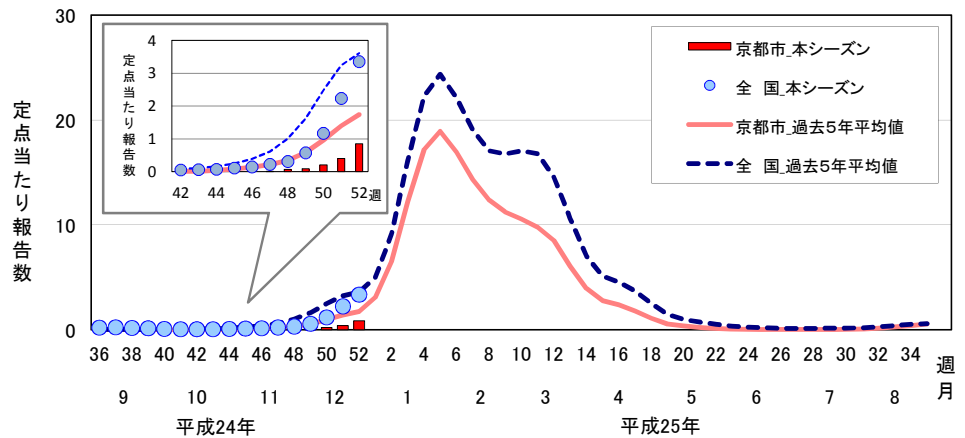 30
20
10
0
定点当たり報告数
4
3
2
1
0
定点当たり報告数
42 44 46 48 50 52 週
京都市_本シーズン
全　国_本シーズン
京都市_過去5年平均値
全　国_過去5年平均値
36 38 40 42 44 46 48 50 52 2 4 6 8 10 12 14 16 18 20 22 24 26 28 30 32 34 週
9 10 11 12 1 2 3 4 5 6 7 8 月
平成24年 平成25年